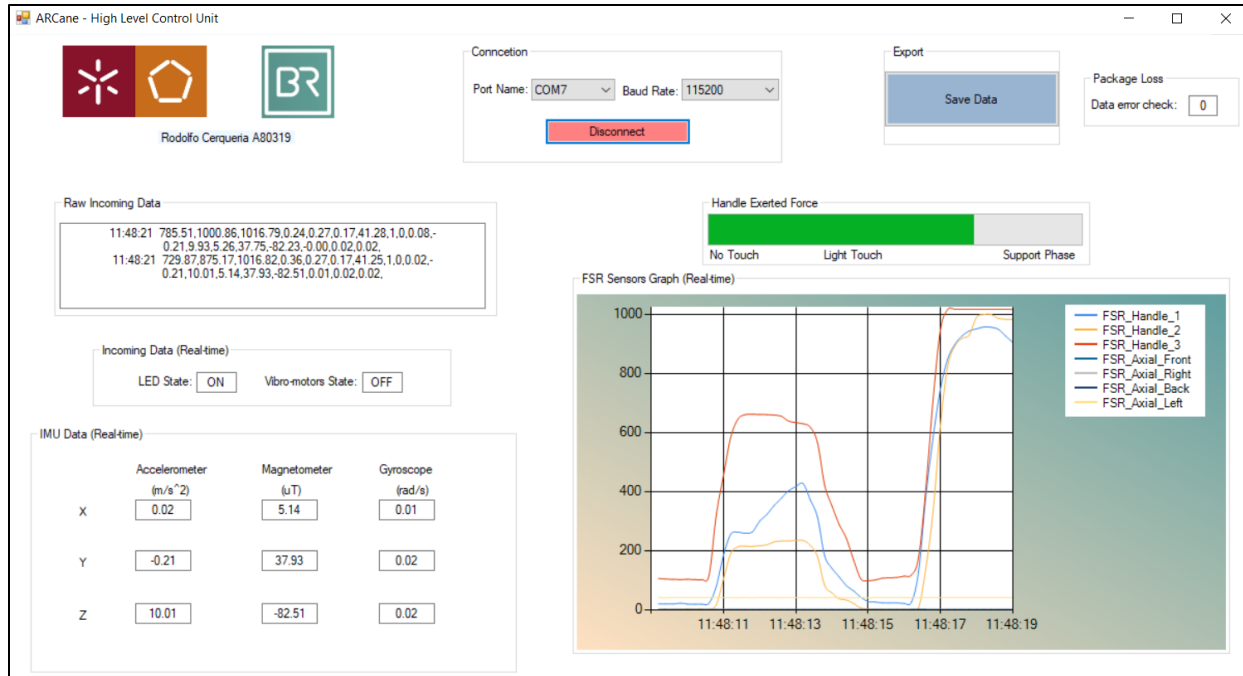 ARCane - High Level Control Unit
BR
Rodolfo Cerqueria A80319
Conncetion
Port Name: COM7 Baud Rate: 115200
Disconnect
Export
Save Data
Package Loss
Data error check: 0
Raw Incoming Data
11:48:21 785.51,1000.86,1016.79,0.24,0.27,0.17,41.28,1,0,0.08,-
0.21,9.93,5.26,37.75,-82.23,-0.00,0.02,0.02,
11:48:21 729.87,875.17,1016.82,0.36,0.27,0.17,41.25,1,0,0.02,-
0.21,10.01,5.14,37.93,-82.51,0.01,0.02,0.02,
Handle Exerted Force
No Touch Light Touch Support Phase
Incoming Data (Real-time)
LED State: ON Vibro-motors State: OFF
IMU Data (Real-time)
Accelerometer Magnetometer Gyroscope
(m/s^2) (uT) (rad/s)
X 0.02 5.14 0.01
Y -0.21 37.93 0.02
Z 10.01 -82.51 0.02
FSR Sensors Graph (Real-time)
1000
800
600
400
200
0
11:48:11 11:48:13 11:48:15 11:48:17 11:48:19
FSR_Handle_1
FSR_Handle_2
FSR_Handle_3
FSR_Axial_Front
FSR_Axial_Right
FSR_Axial_Back
FSR_Axial_Left